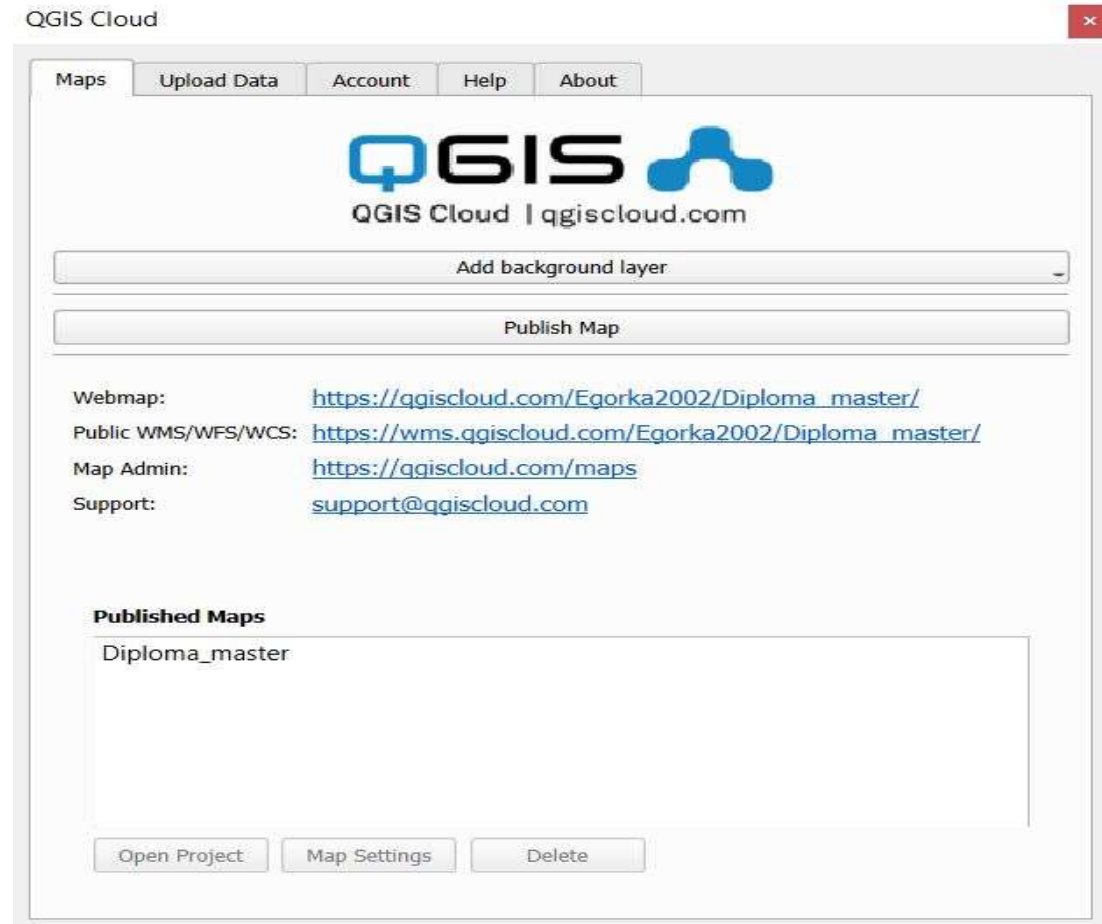 QGIS Cloud
Maps Upload Data Account Help About
QGIS
QGIS Cloud | qgiscloud.com
Add background layer
Publish Map
Webmap: https://qgiscloud.com/Egorka2002/Diploma_master/
Public WMS/WFS/WCS: https://wms.qgiscloud.com/Egorka2002/Diploma_master/
Map Admin: https://qgiscloud.com/maps
Support: support@qgiscloud.com
Published Maps
Diploma_master
Open Project Map Settings Delete